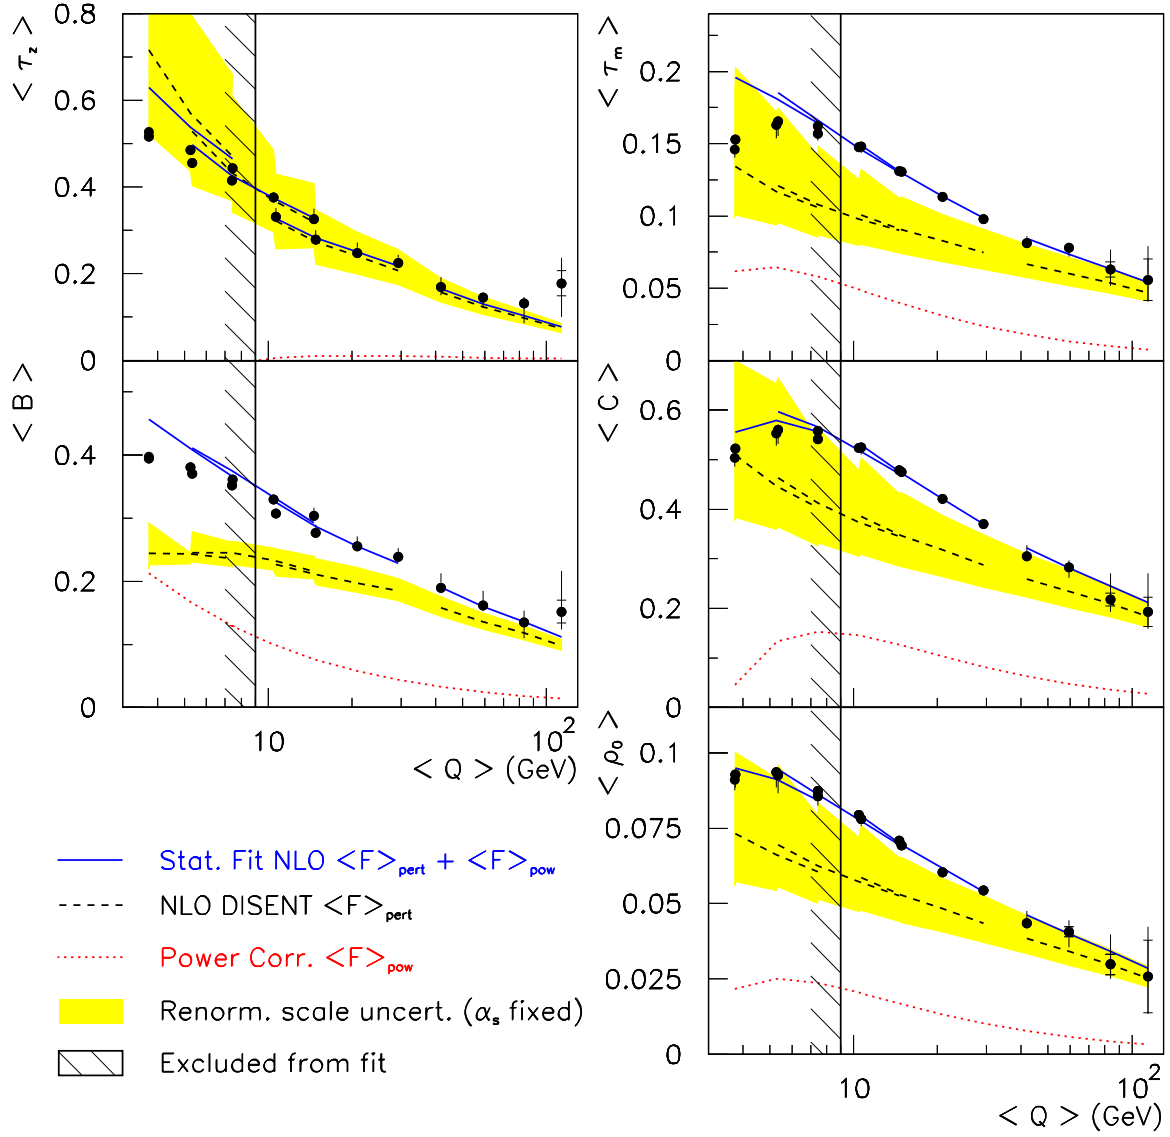 < τz >
0.8
0.6
0.4
0.2
0
< B >
0.4
0.2
0
10
10²
< Q > (GeV)
< τm >
0.2
0.15
0.1
0.05
0
< C >
0.6
0.4
0.2
0
< ρ0 >
0.1
0.075
0.05
0.025
0
10
10²
< Q > (GeV)
Stat. Fit NLO <F>pert + <F>pow
NLO DISENT <F>pert
Power Corr. <F>pow
Renorm. scale uncert. (αs fixed)
Excluded from fit